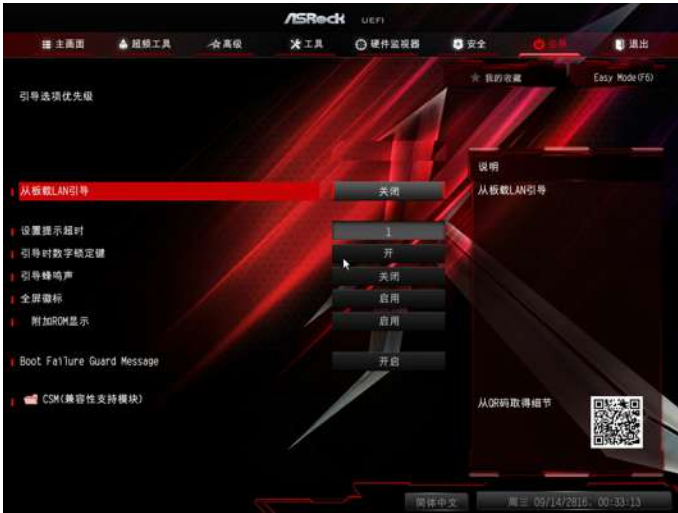 ASRock UEFI
主画面 超频工具 高级 工具 硬件监视器 安全 引导 退出
我的收藏 Easy Mode(F6)
引导选项优先级
说明
从板载LAN引导 关闭 从板载LAN引导
设置提示超时 1
引导时数字锁定键 开
引导蜂鸣声 关闭
全屏徽标 启用
附加ROM显示 启用
Boot Failure Guard Message 开启
CSM(兼容性支持模块) 从QR码取得细节
简体中文 周三 09/14/2016, 00:33:13